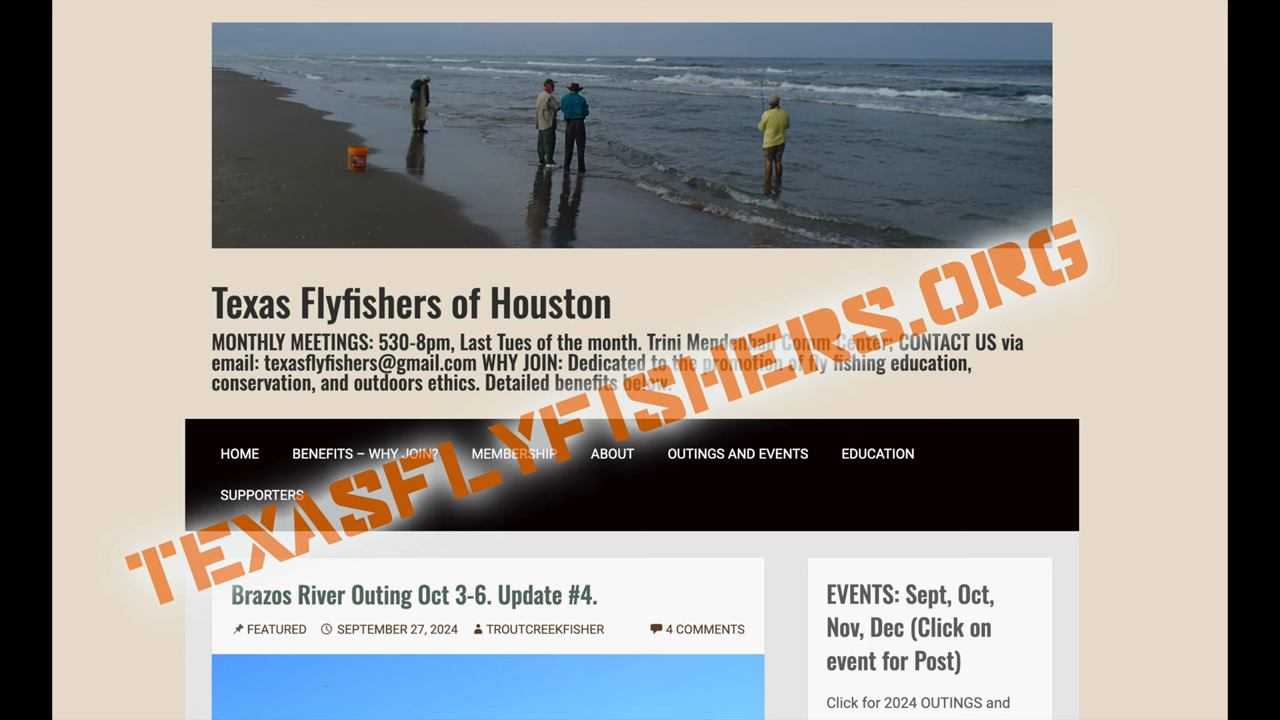 Texas Flyfishers of Houston
MONTHLY MEETINGS: 530-8pm, Last Tues of the month. Trini Mendenhall Comm Center; CONTACT US via
email: texasflyfishers@gmail.com WHY JOIN: Dedicated to the promotion of fly fishing education,
conservation, and outdoors ethics. Detailed benefits below.
TEXASFLYFISHERS.ORG
HOME BENEFITS – WHY JOIN? MEMBERSHIP ABOUT OUTINGS AND EVENTS EDUCATION
SUPPORTERS
Brazos River Outing Oct 3-6. Update #4.
FEATURED SEPTEMBER 27, 2024 TROUTCREEKFISHER 4 COMMENTS
EVENTS: Sept, Oct,
Nov, Dec (Click on
event for Post)
Click for 2024 OUTINGS and